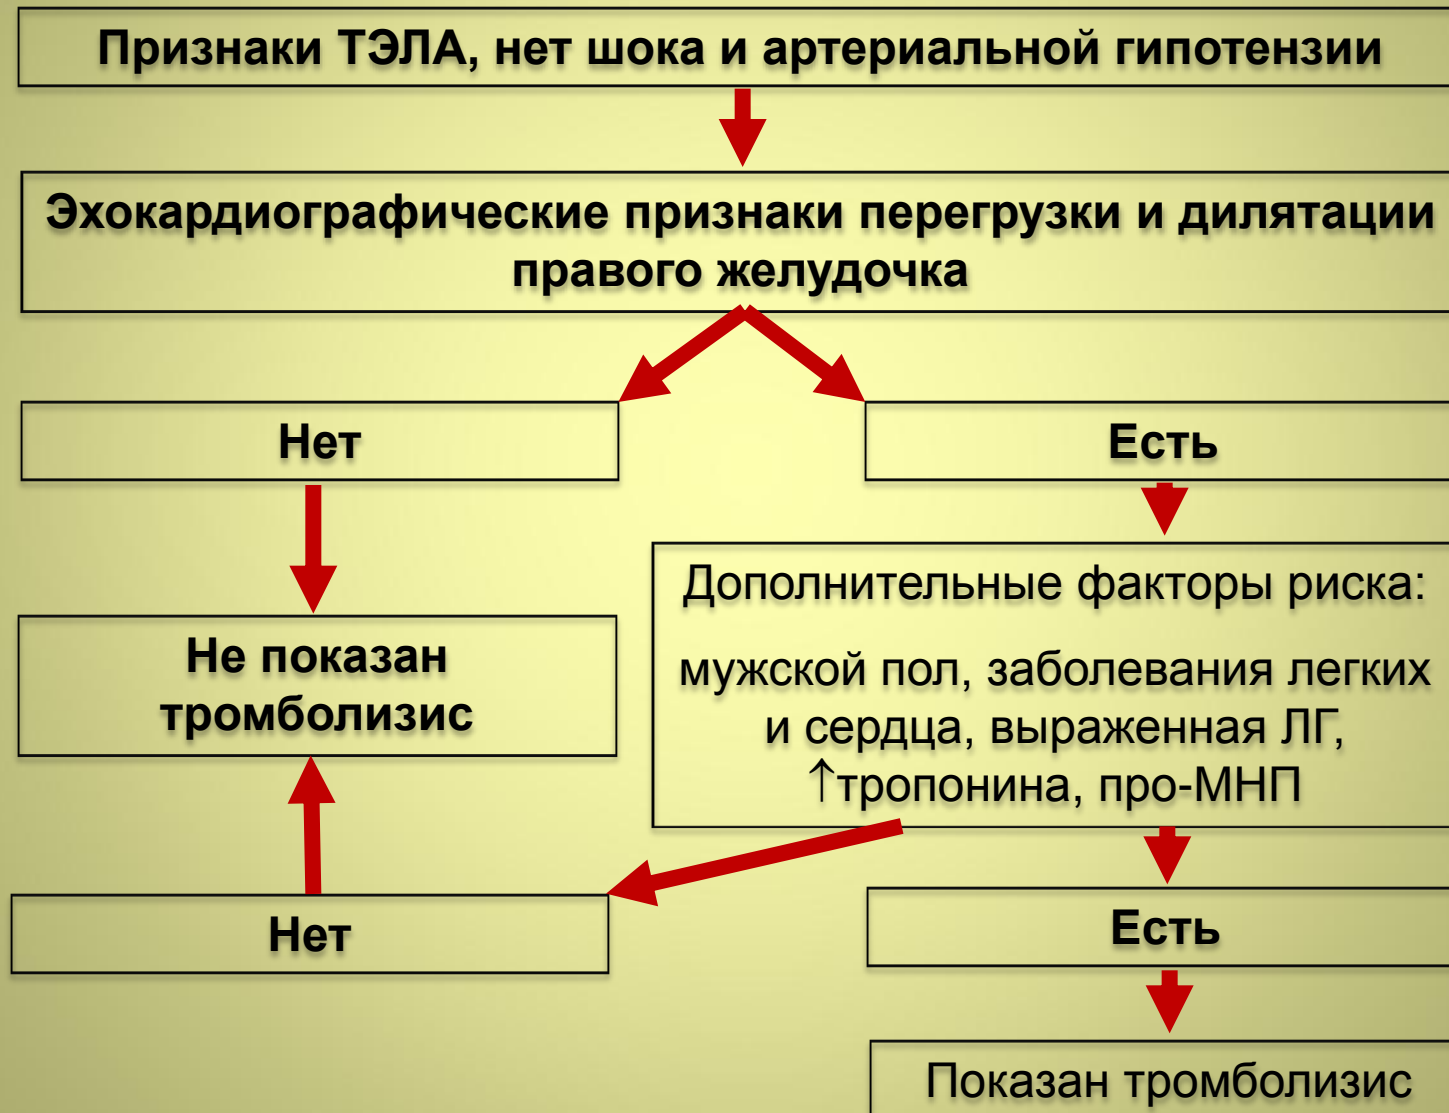 Признаки ТЭЛА, нет шока и артериальной гипотензии
Эхокардиографические признаки перегрузки и дилятации
правого желудочка
Нет
Есть
Дополнительные факторы риска:
мужской пол, заболевания легких
и сердца, выраженная ЛГ,
↑тропонина, про-МНП
Не показан
тромболизис
Нет
Есть
Показан тромболизис